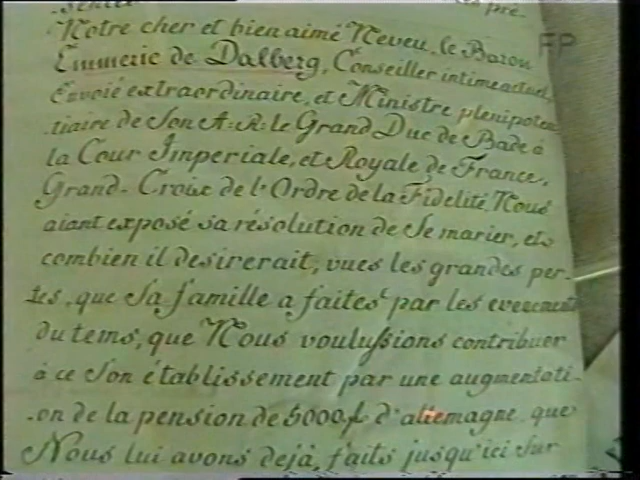 Notre cher et bien aimé Neveu, le Baron
Emmeric de Dalberg, Conseiller intime actuel,
Envoié extraordinaire, et Ministre plenipoten
tiaire de Son A: R: le Grand Duc de Bade à
la Cour Imperiale, et Royale de France,
Grand-Croix de l'Ordre de la Fidelité, Nous
aiant exposé sa résolution de Se marier, et
combien il desirerait, vues les grandes per-
tes, que Sa famille a faites par les evenements
du tems, que Nous voulussions contribuer
à ce Son établissement par une augmentati-
-on de la pension de 5000 f. d'allemagne que
Nous lui avons dejà, faits jusqu'ici Sur
FP